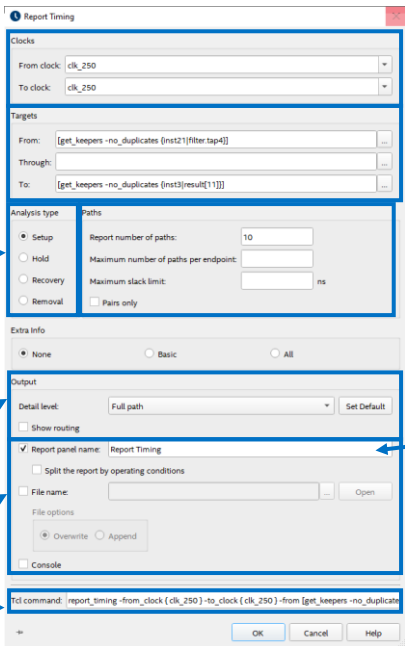 Report Timing
Clocks
From clock: clk_250
To clock: clk_250
Targets
From: [get_keepers -no_duplicates {inst21|filter.tap4}]
Through:
To: [get_keepers -no_duplicates {inst3|result[11]}]
Analysis type Paths
Setup Report number of paths: 10
Hold Maximum number of paths per endpoint:
Recovery Maximum slack limit: ns
Removal Pairs only
Extra Info
None Basic All
Output
Detail level: Full path Set Default
Show routing
Report panel name: Report Timing
Split the report by operating conditions
File name: ... Open
File options
Overwrite Append
Console
Tcl command: report_timing -from_clock { clk_250 } -to_clock { clk_250 } -from [get_keepers -no_duplicate
OK Cancel Help